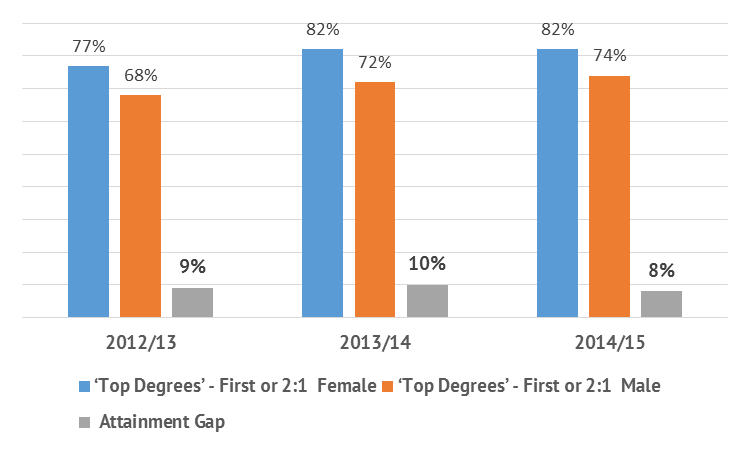 82% 82%
77% 74%
72%
68%
9% 10% 8%
2012/13 2013/14 2014/15
‘Top Degrees’ - First or 2:1 Female ‘Top Degrees’ - First or 2:1 Male
Attainment Gap